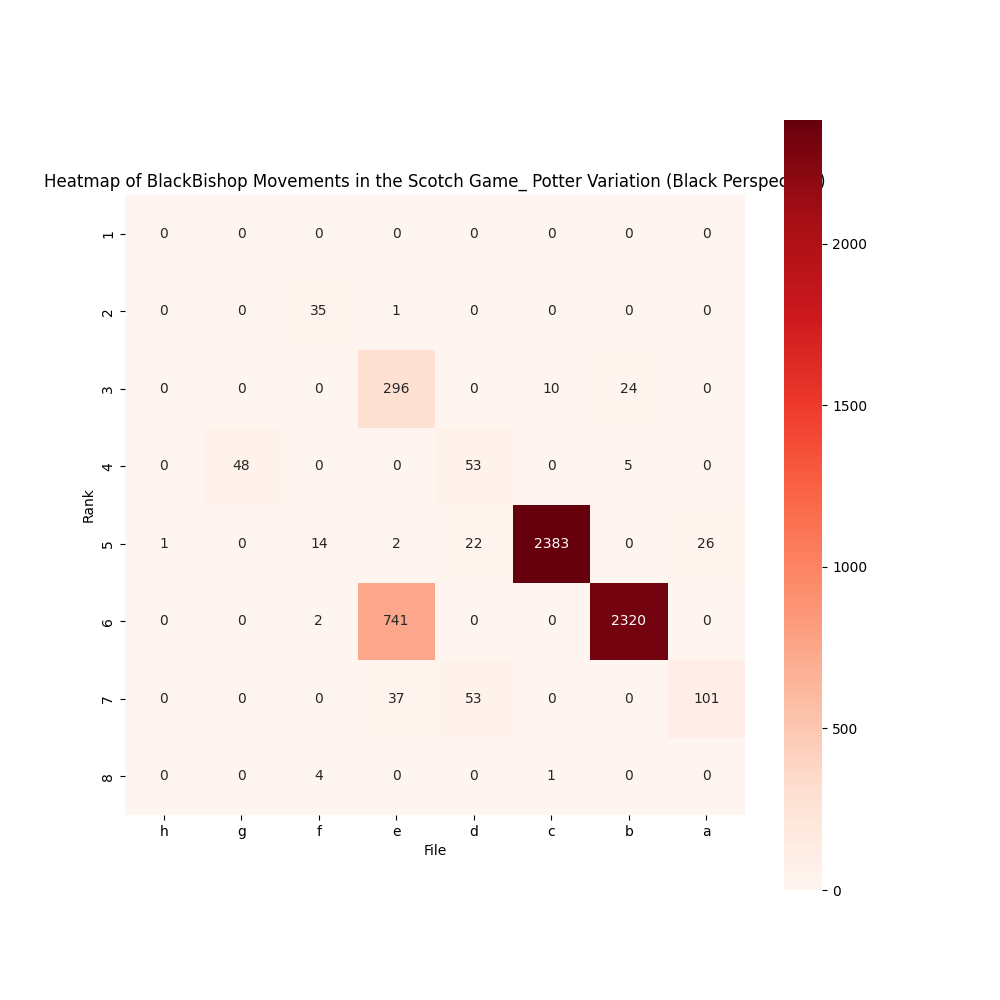 Heatmap of BlackBishop Movements in the Scotch Game_ Potter Variation (Black Perspec )
2000
1500
1000
500
0
Rank
1 0 0 0 0 0 0 0 0
2 0 0 35 1 0 0 0 0
3 0 0 0 296 0 10 24 0
4 0 48 0 0 53 0 5 0
5 1 0 14 2 22 2383 0 26
6 0 0 2 741 0 0 2320 0
7 0 0 0 37 53 0 0 101
8 0 0 4 0 0 1 0 0
h g f e d c b a
File